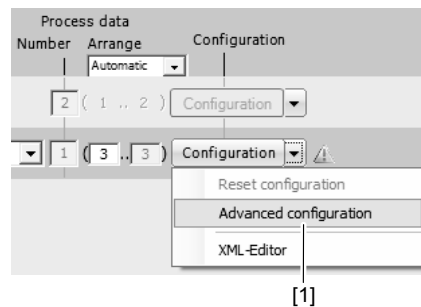 Process data
Number Arrange Configuration
Automatic
2 ( 1 .. 2 ) Configuration
1 ( 3 .. 3 ) Configuration
Reset configuration
Advanced configuration
XML-Editor
[1]